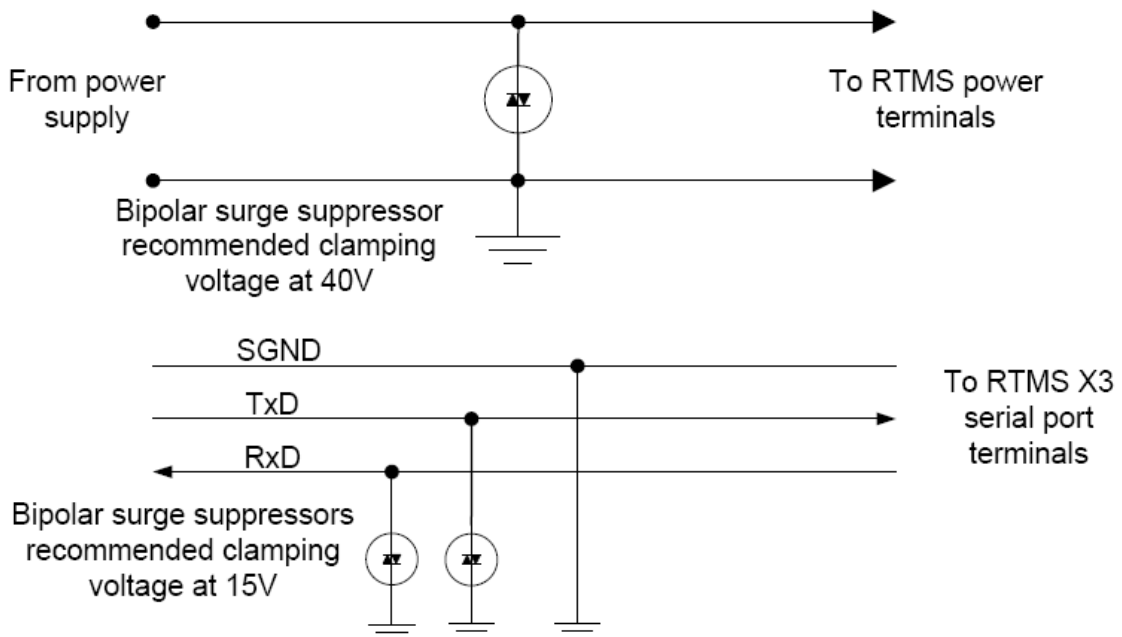 From power
supply
To RTMS power
terminals
Bipolar surge suppressor
recommended clamping
voltage at 40V
SGND
TxD
RxD
To RTMS X3
serial port
terminals
Bipolar surge suppressors
recommended clamping
voltage at 15V